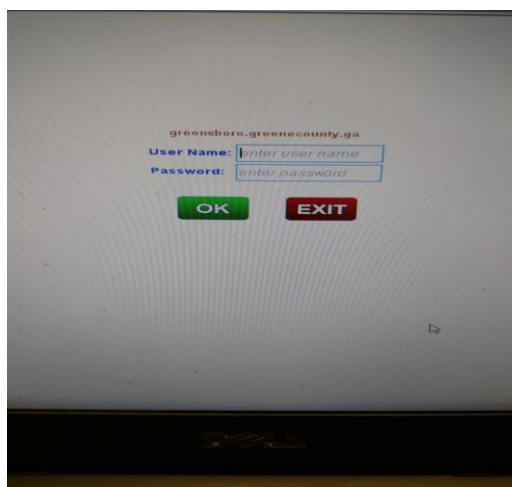 greensboro.greenecounty.ga
User Name: enter user name
Password: enter password
OK EXIT
DELL